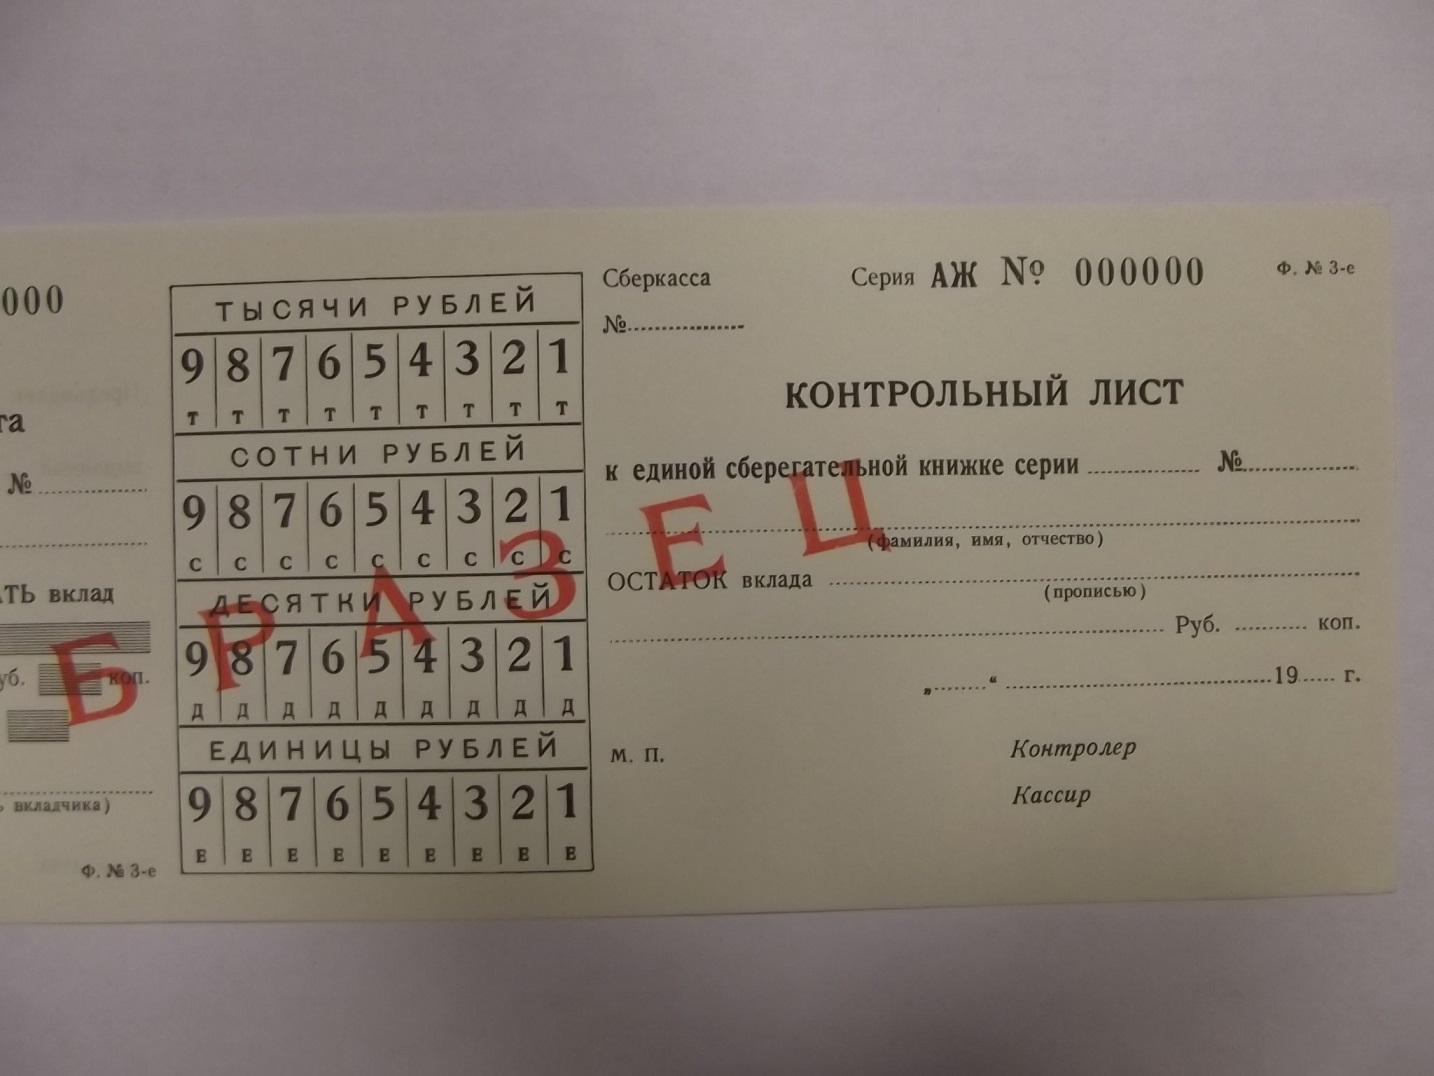 000
та
№
АТЬ вклад
уб. коп.
ь вкладчика)
Ф. № 3-е
ТЫСЯЧИ РУБЛЕЙ
9 8 7 6 5 4 3 2 1
т т т т т т т т т
СОТНИ РУБЛЕЙ
9 8 7 6 5 4 3 2 1
с с с с с с с с с
ДЕСЯТКИ РУБЛЕЙ
9 8 7 6 5 4 3 2 1
д д д д д д д д д
ЕДИНИЦЫ РУБЛЕЙ
9 8 7 6 5 4 3 2 1
Е Е Е Е Е Е Е Е Е
БРАЗЕЦ
Сберкасса Серия АЖ № 000000 Ф. № 3-е
№
КОНТРОЛЬНЫЙ ЛИСТ
к единой сберегательной книжке серии № 
(фамилия, имя, отчество)
ОСТАТОК вклада
(прописью)
Руб. коп.
„ “ 19 г.
м. п. Контролер
Кассир